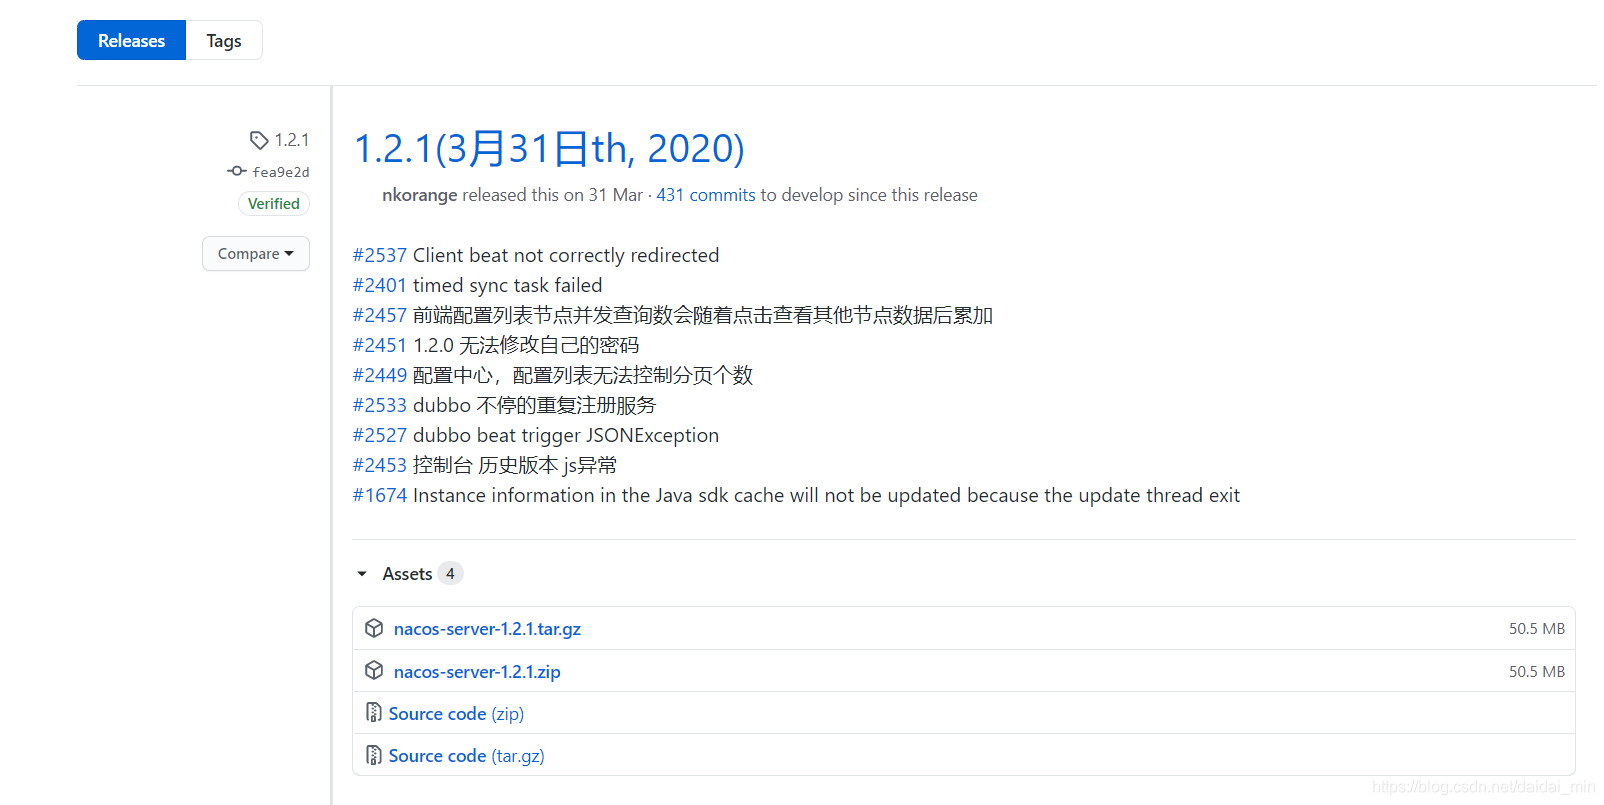 Releases Tags
1.2.1
fea9e2d
Verified
Compare
1.2.1(3月31日th, 2020)
nkorange released this on 31 Mar · 431 commits to develop since this release
#2537 Client beat not correctly redirected
#2401 timed sync task failed
#2457 前端配置列表节点并发查询数会随着点击查看其他节点数据后累加
#2451 1.2.0 无法修改自己的密码
#2449 配置中心，配置列表无法控制分页个数
#2533 dubbo 不停的重复注册服务
#2527 dubbo beat trigger JSONException
#2453 控制台 历史版本 js异常
#1674 Instance information in the Java sdk cache will not be updated because the update thread exit
Assets 4
nacos-server-1.2.1.tar.gz 50.5 MB
nacos-server-1.2.1.zip 50.5 MB
Source code (zip)
Source code (tar.gz)
https://blog.csdn.net/daidai_min